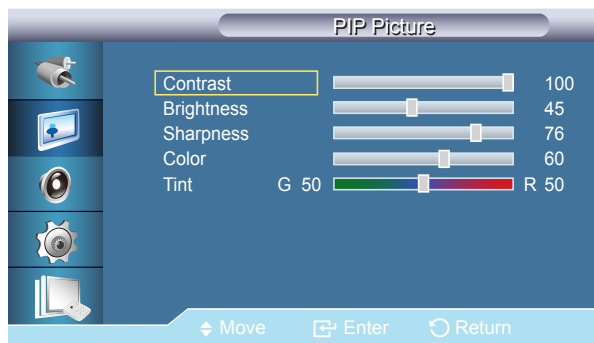 PIP Picture
Contrast 100
Brightness 45
Sharpness 76
Color 60
Tint G 50 R 50
Move Enter Return